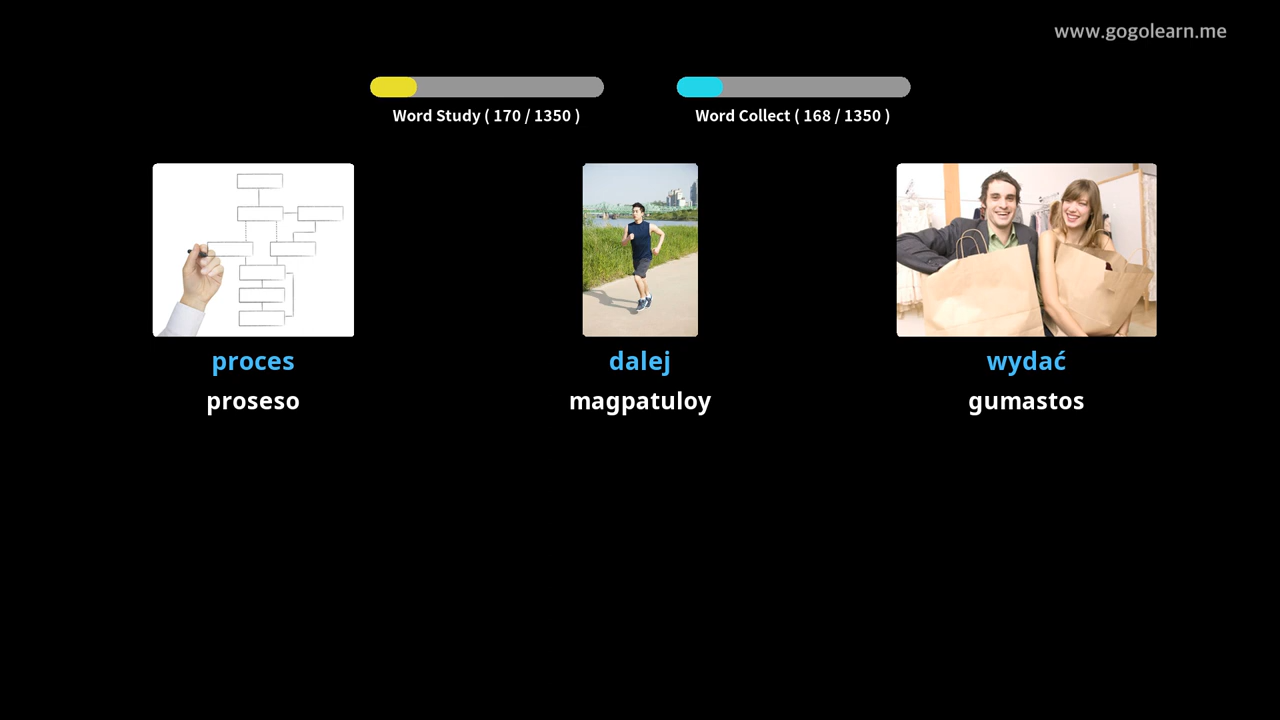 www.gogolearn.me
Word Study ( 170 / 1350 )
Word Collect ( 168 / 1350 )
proces
dalej
wydać
proseso
magpatuloy
gumastos